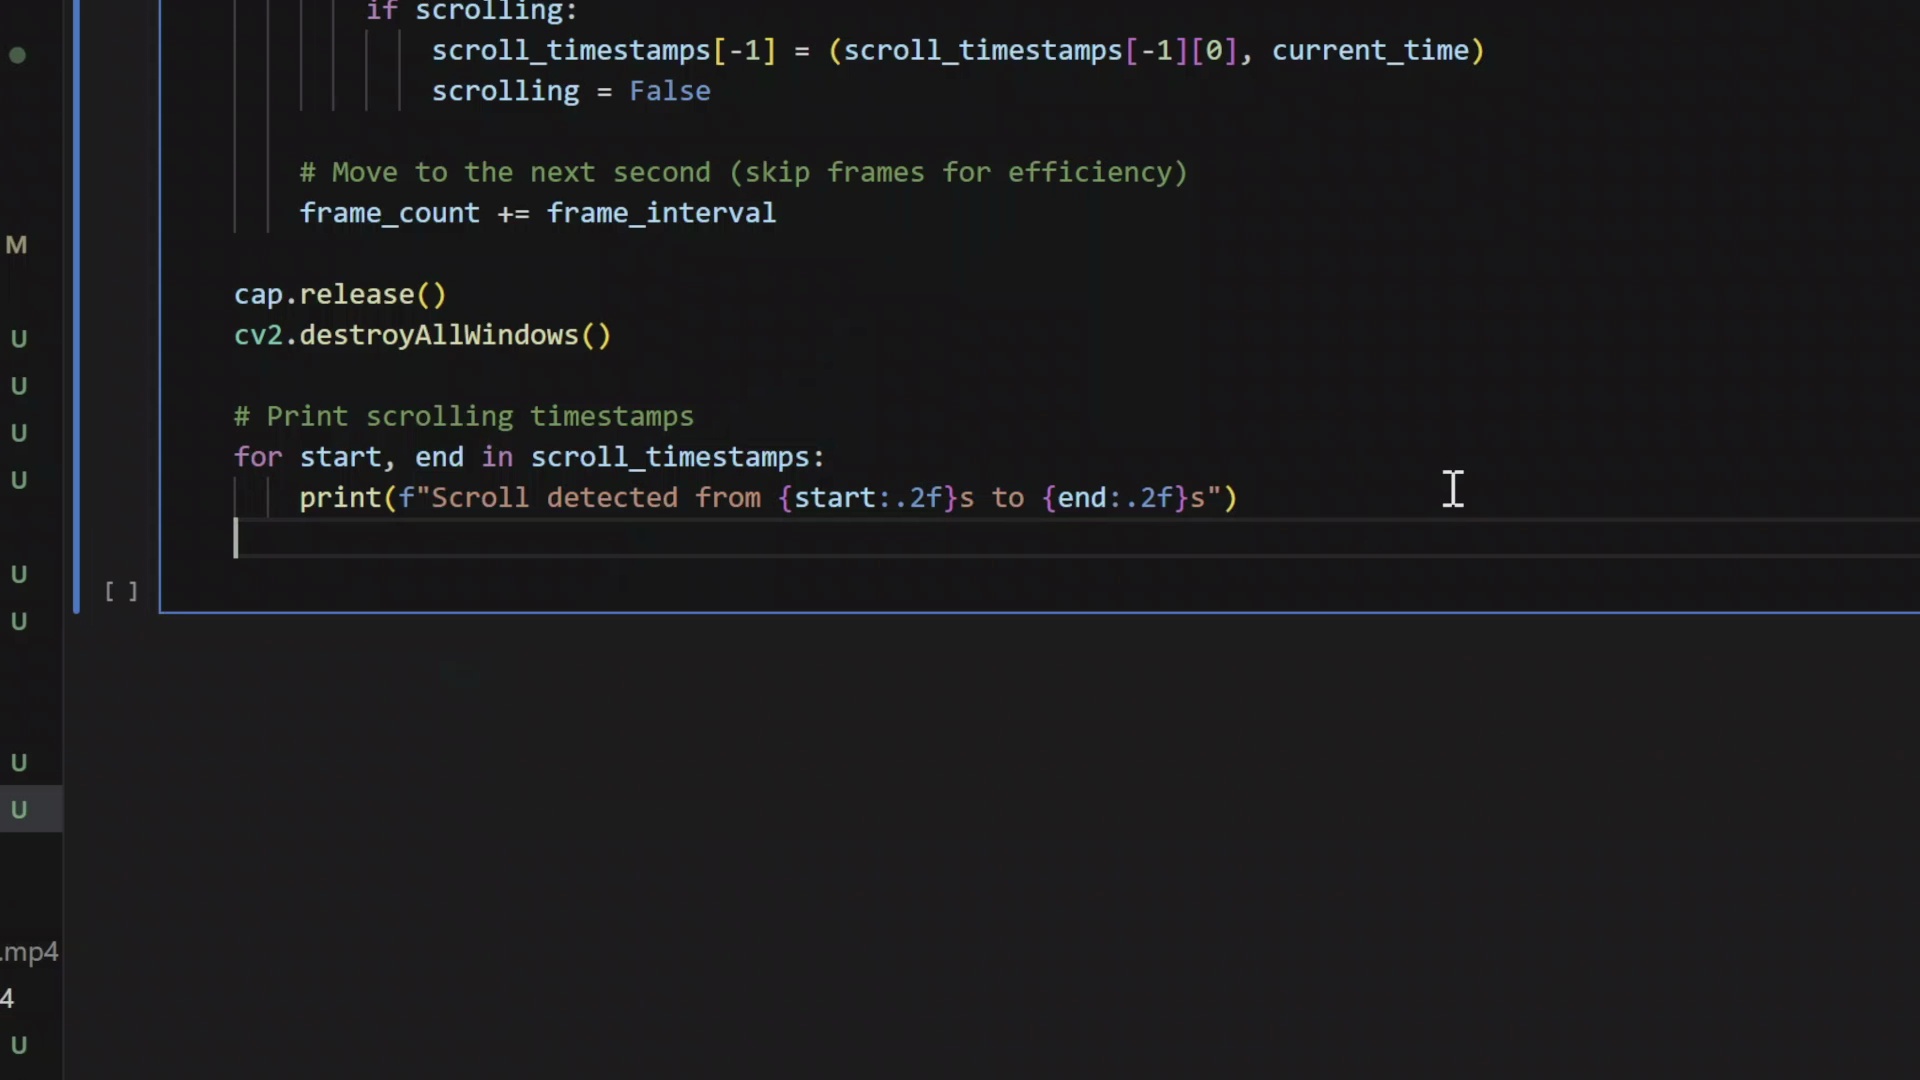 if scrolling:
scroll_timestamps[-1] = (scroll_timestamps[-1][0], current_time)
scrolling = False
# Move to the next second (skip frames for efficiency)
frame_count += frame_interval
cap.release()
cv2.destroyAllWindows()
# Print scrolling timestamps
for start, end in scroll_timestamps:
print(f"Scroll detected from {start:.2f}s to {end:.2f}s")
[ ]
M
U
U
U
U
U
U
U
U
.mp4
4
U